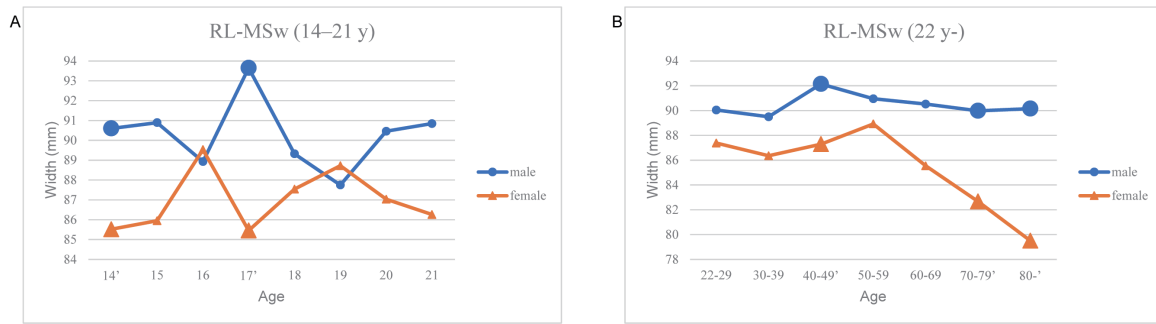 A
RL-MSw (14–21 y)
94
93
92
91
90
89
88
87
86
85
84
Width (mm)
14’ 15 16 17’ 18 19 20 21
Age
male
female
B
RL-MSw (22 y-)
94
92
90
88
86
84
82
80
78
Width (mm)
22-29 30-39 40-49’ 50-59 60-69 70-79’ 80-’
Age
male
female